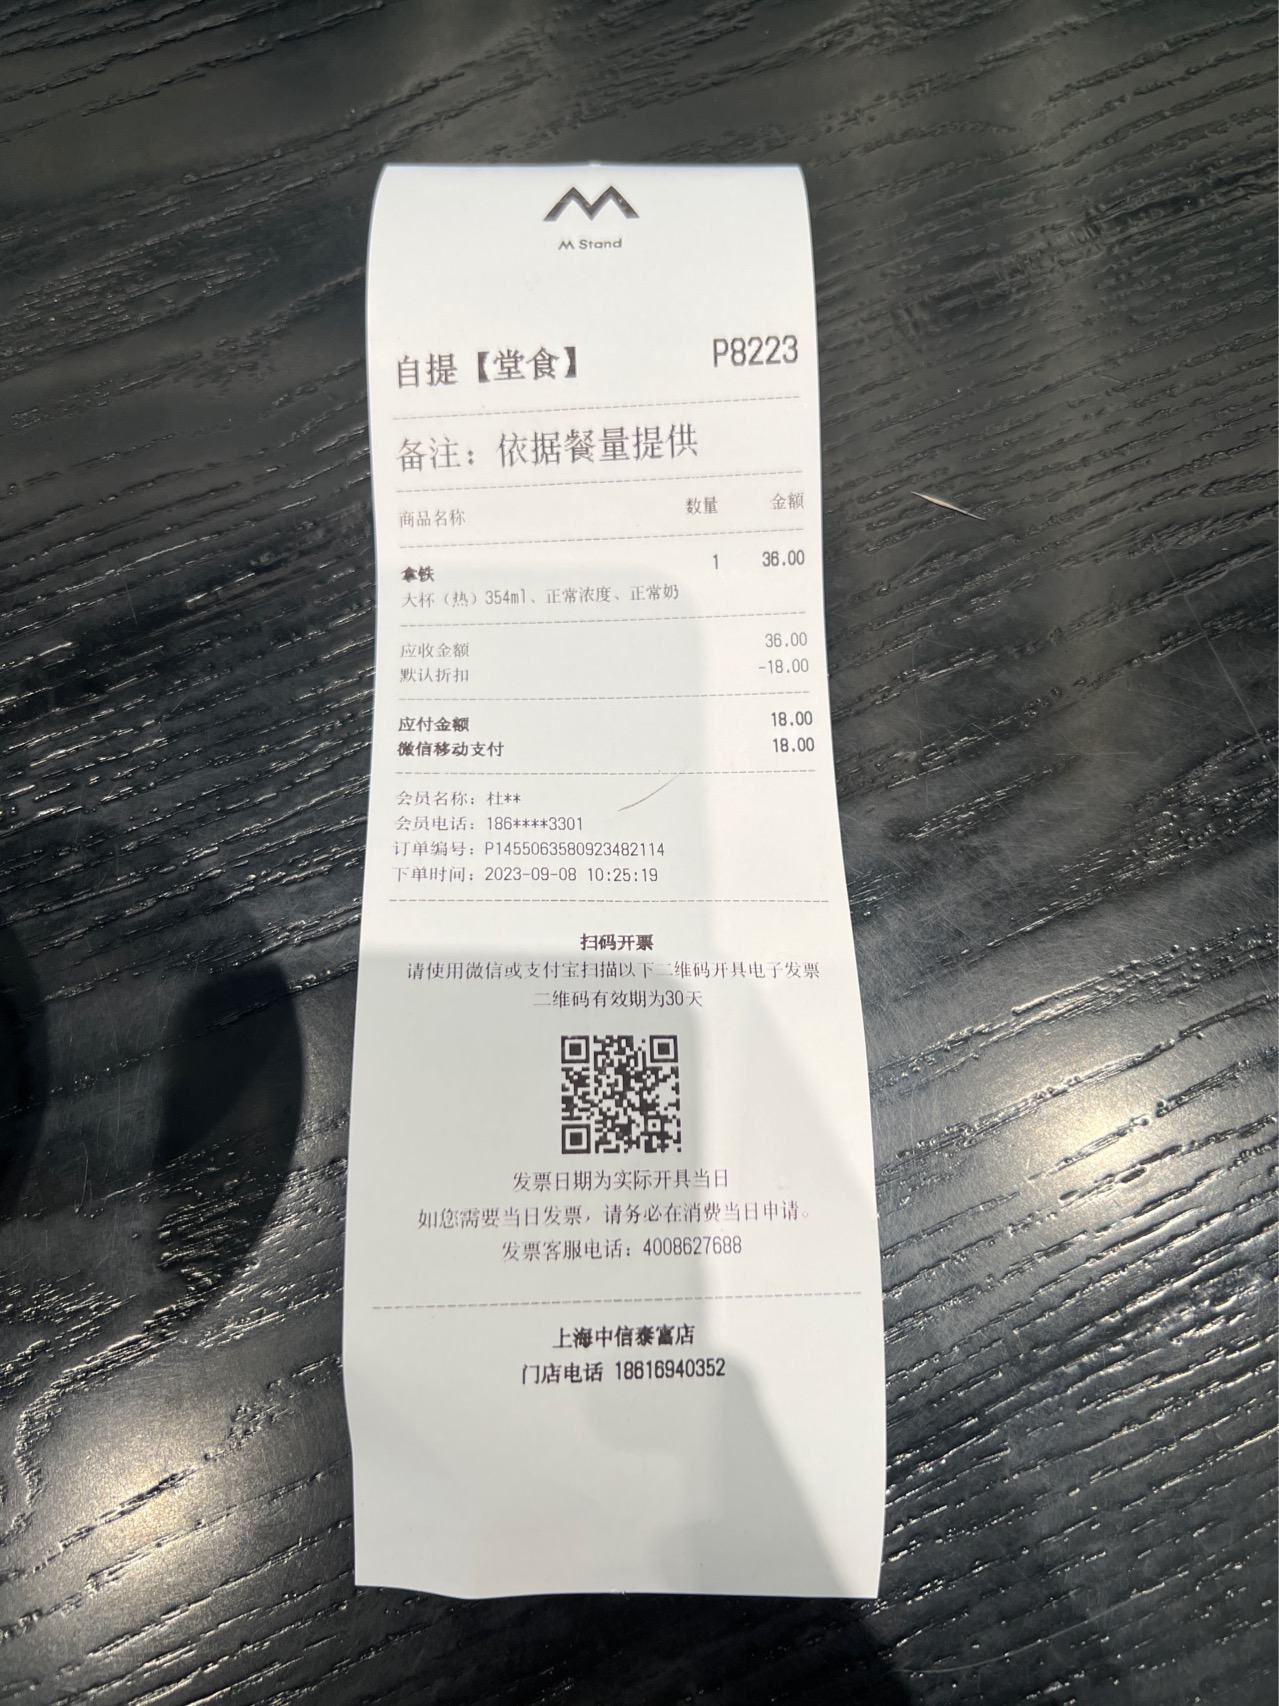 M Stand
自提【堂食】 P8223
备注：依据餐量提供
商品名称 数量 金额
拿铁 1 36.00
大杯（热）354ml、正常浓度、正常奶
应收金额 36.00
默认折扣 -18.00
应付金额 18.00
微信移动支付 18.00
会员名称：杜**
会员电话：186****3301
订单编号：P1455063580923482114
下单时间：2023-09-08 10:25:19
扫码开票
请使用微信或支付宝扫描以下二维码开具电子发票
二维码有效期为30天
发票日期为实际开具当日
如您需要当日发票，请务必在消费当日申请。
发票客服电话：4008627688
上海中信泰富店
门店电话 18616940352